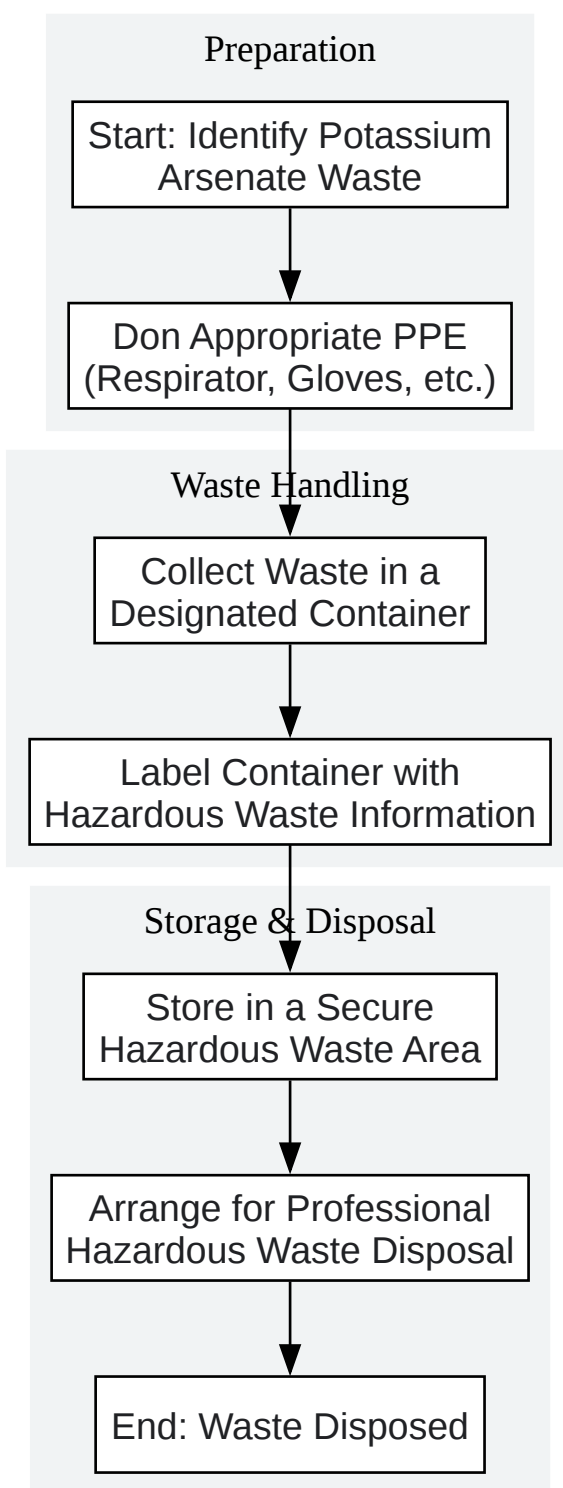 Preparation
Start: Identify Potassium
Arsenate Waste
Don Appropriate PPE
(Respirator, Gloves, etc.)
Waste Handling
Collect Waste in a
Designated Container
Label Container with
Hazardous Waste Information
Storage & Disposal
Store in a Secure
Hazardous Waste Area
Arrange for Professional
Hazardous Waste Disposal
End: Waste Disposed